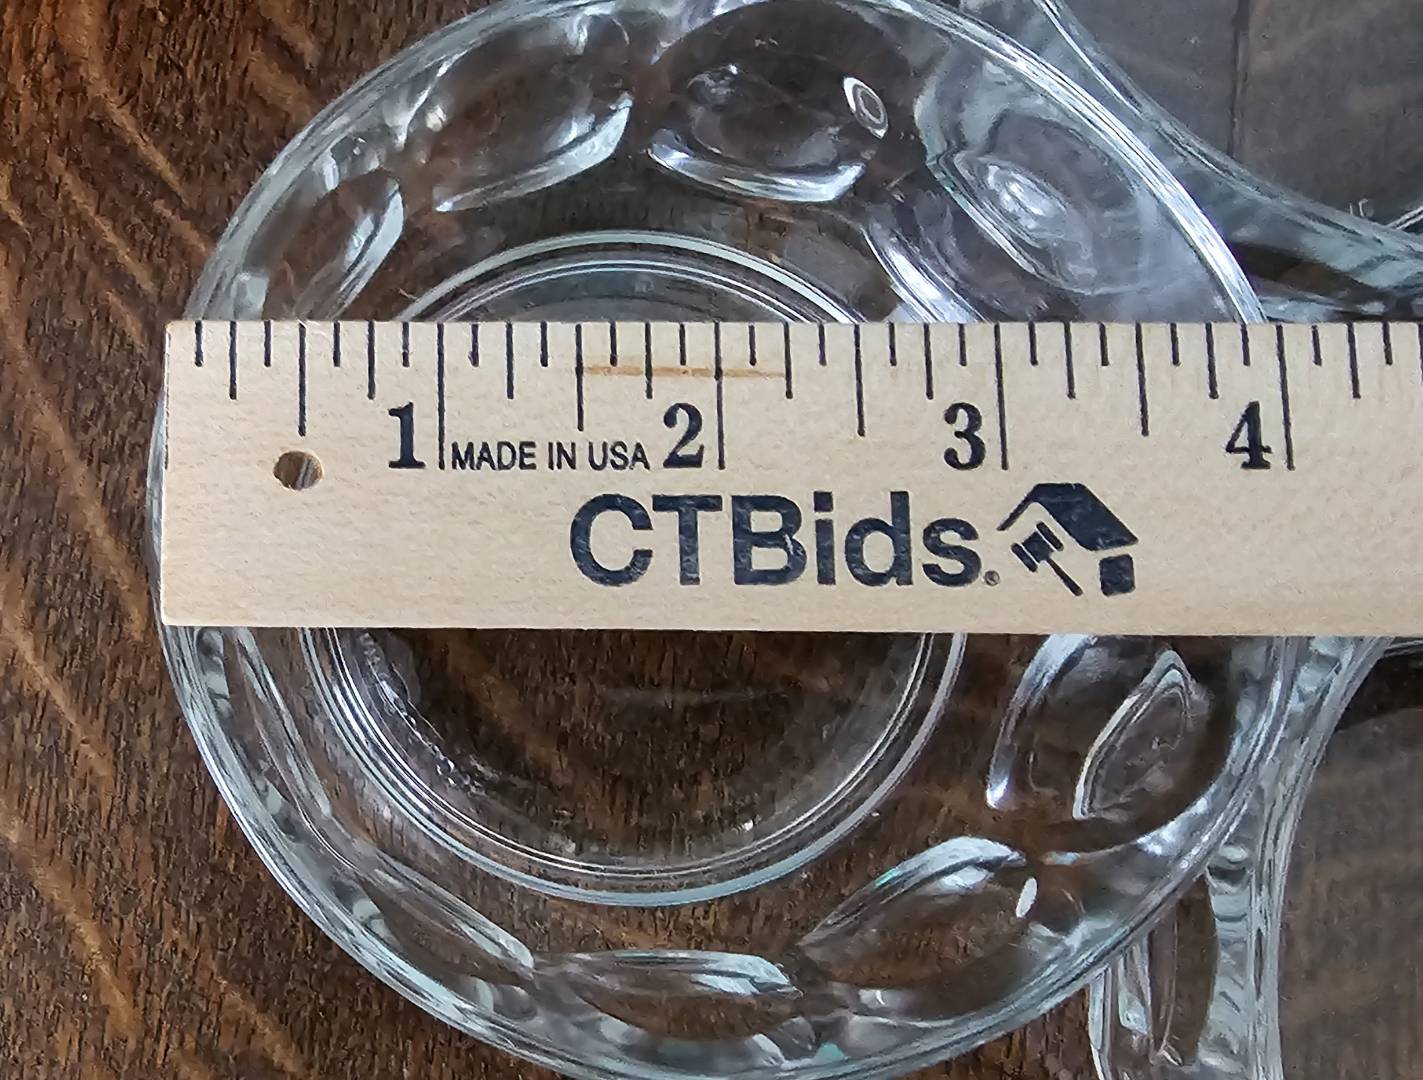 1 2 3 4
MADE IN USA
CTBids.